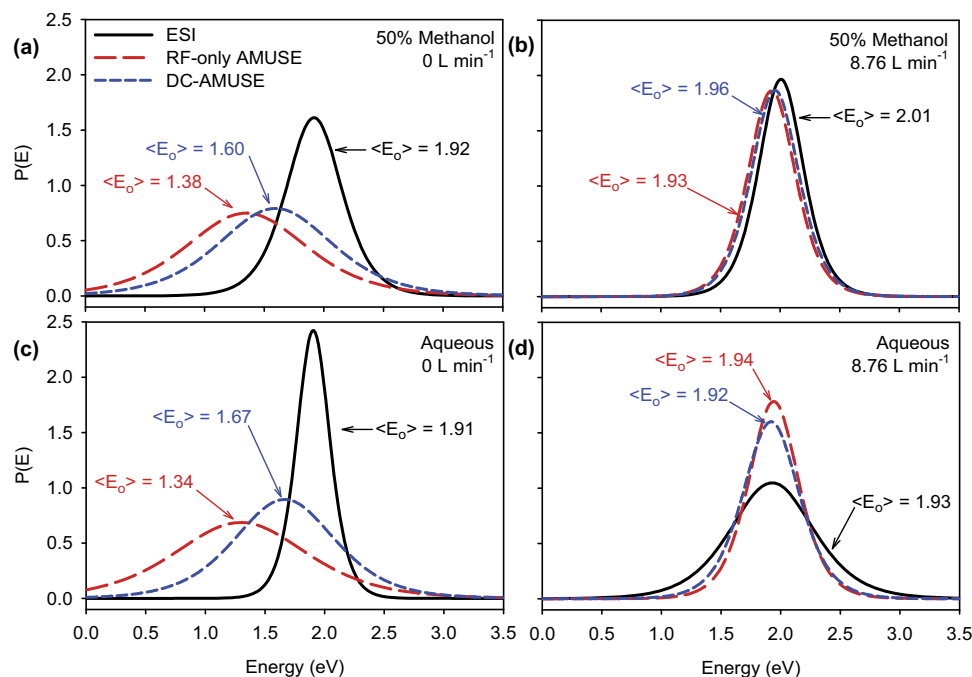 (a)
ESI
RF-only AMUSE
DC-AMUSE
50% Methanol
0 L min⁻¹
<Eₒ> = 1.60
<Eₒ> = 1.38
<Eₒ> = 1.92
P(E)
2.5
2.0
1.5
1.0
0.5
0.0
(b)
50% Methanol
8.76 L min⁻¹
<Eₒ> = 1.96
<Eₒ> = 2.01
<Eₒ> = 1.93
(c)
Aqueous
0 L min⁻¹
<Eₒ> = 1.67
<Eₒ> = 1.91
<Eₒ> = 1.34
P(E)
2.5
2.0
1.5
1.0
0.5
0.0
0.0 0.5 1.0 1.5 2.0 2.5 3.0 3.5
Energy (eV)
(d)
Aqueous
8.76 L min⁻¹
<Eₒ> = 1.94
<Eₒ> = 1.92
<Eₒ> = 1.93
0.0 0.5 1.0 1.5 2.0 2.5 3.0 3.5
Energy (eV)